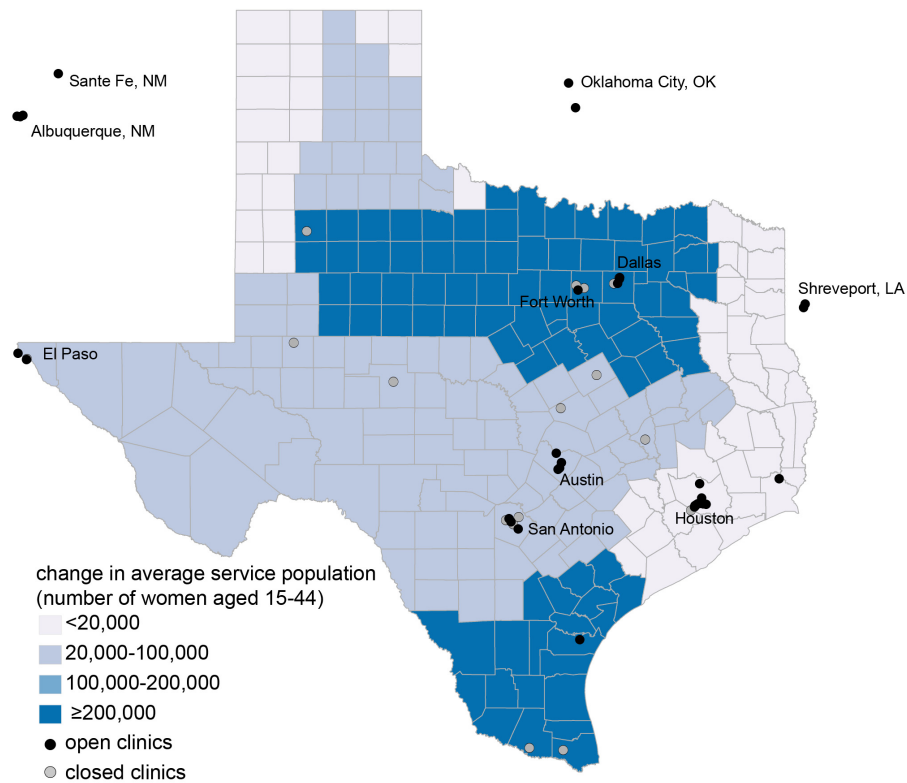 Sante Fe, NM
Oklahoma City, OK
Albuquerque, NM
Dallas
Shreveport, LA
Fort Worth
El Paso
Austin
Houston
San Antonio
change in average service population
(number of women aged 15-44)
<20,000
20,000-100,000
100,000-200,000
≥200,000
open clinics
closed clinics